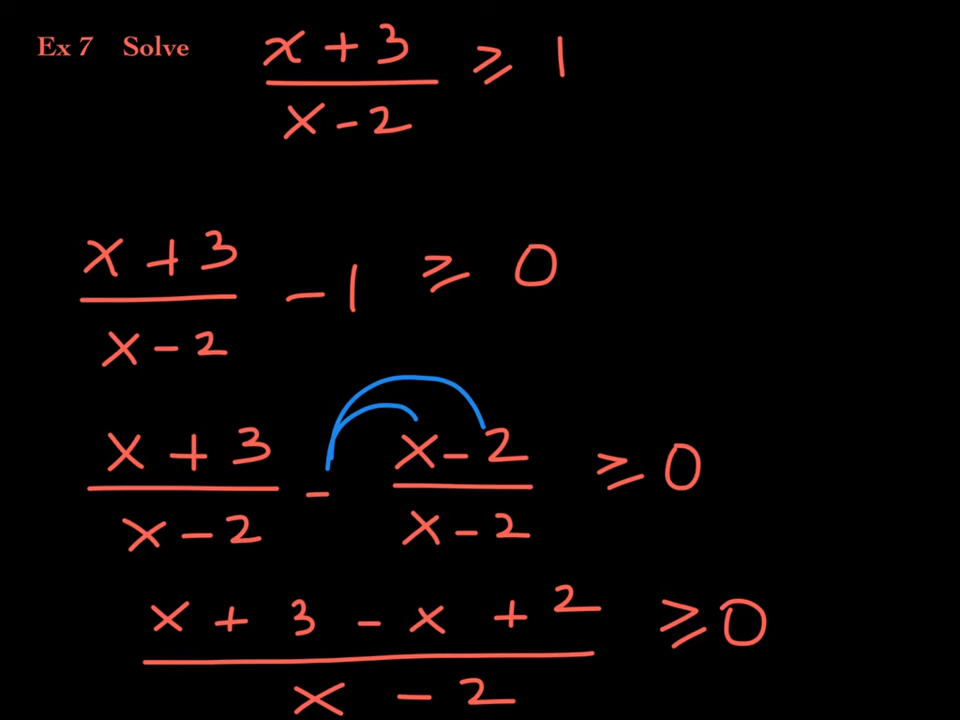 Ex 7 Solve (x + 3)/(x - 2) ≥ 1
(x + 3)/(x - 2) - 1 ≥ 0
(x + 3)/(x - 2) - (x - 2)/(x - 2) ≥ 0
(x + 3 - x + 2)/(x - 2) ≥ 0